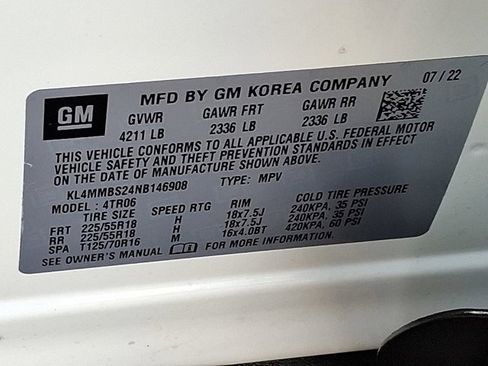 GM
MFD BY GM KOREA COMPANY 07/22
GVWR GAWR FRT GAWR RR
4211 LB 2336 LB 2336 LB
THIS VEHICLE CONFORMS TO ALL APPLICABLE U.S. FEDERAL MOTOR
VEHICLE SAFETY AND THEFT PREVENTION STANDARDS IN EFFECT
ON THE DATE OF MANUFACTURE SHOWN ABOVE.
KL4MMBS24NB146908 TYPE: MPV
MODEL: 4TR06
TIRE SIZE SPEED RTG RIM COLD TIRE PRESSURE
FRT 225/55R18 H 18x7.5J 240KPA, 35 PSI
RR 225/55R18 H 18x7.5J 240KPA, 35 PSI
SPA T125/70R16 M 16x4.0BT 420KPA, 60 PSI
SEE OWNER'S MANUAL FOR MORE INFORMATION.